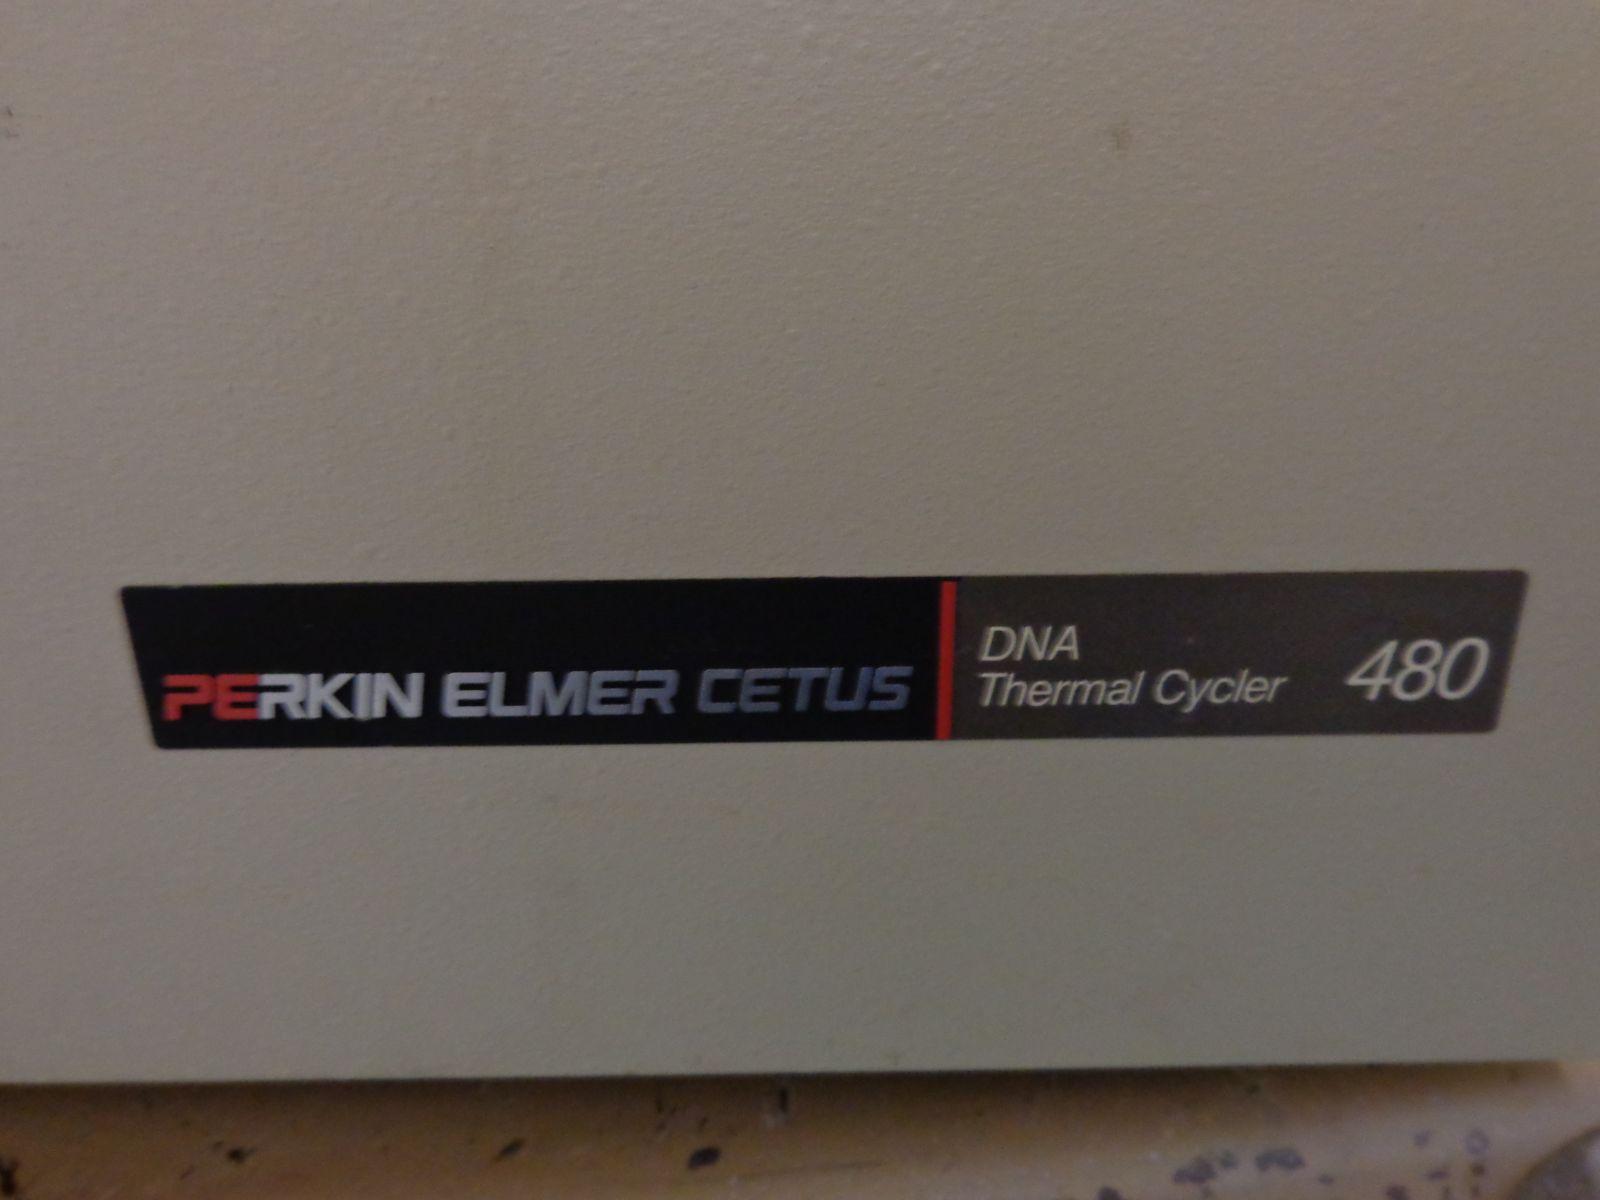 PERKIN ELMER CETUS
DNA
Thermal Cycler 480